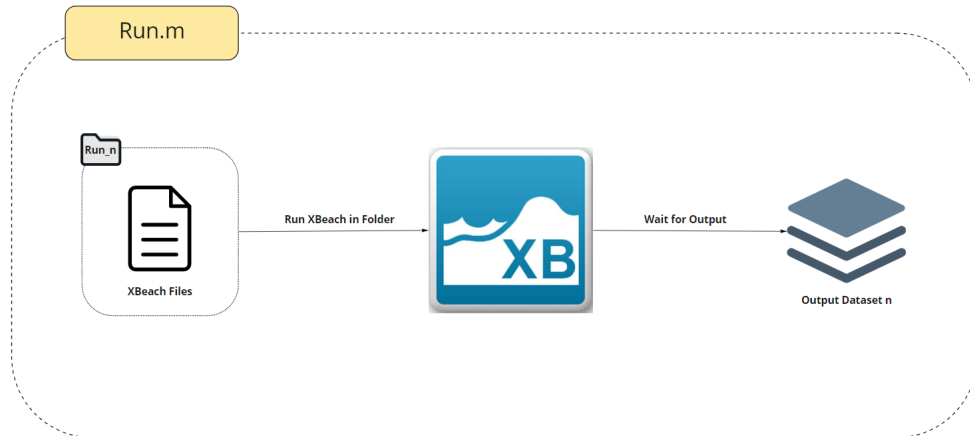 Run.m
Run_n
XBeach Files
Run XBeach in Folder
XB
Wait for Output
Output Dataset n